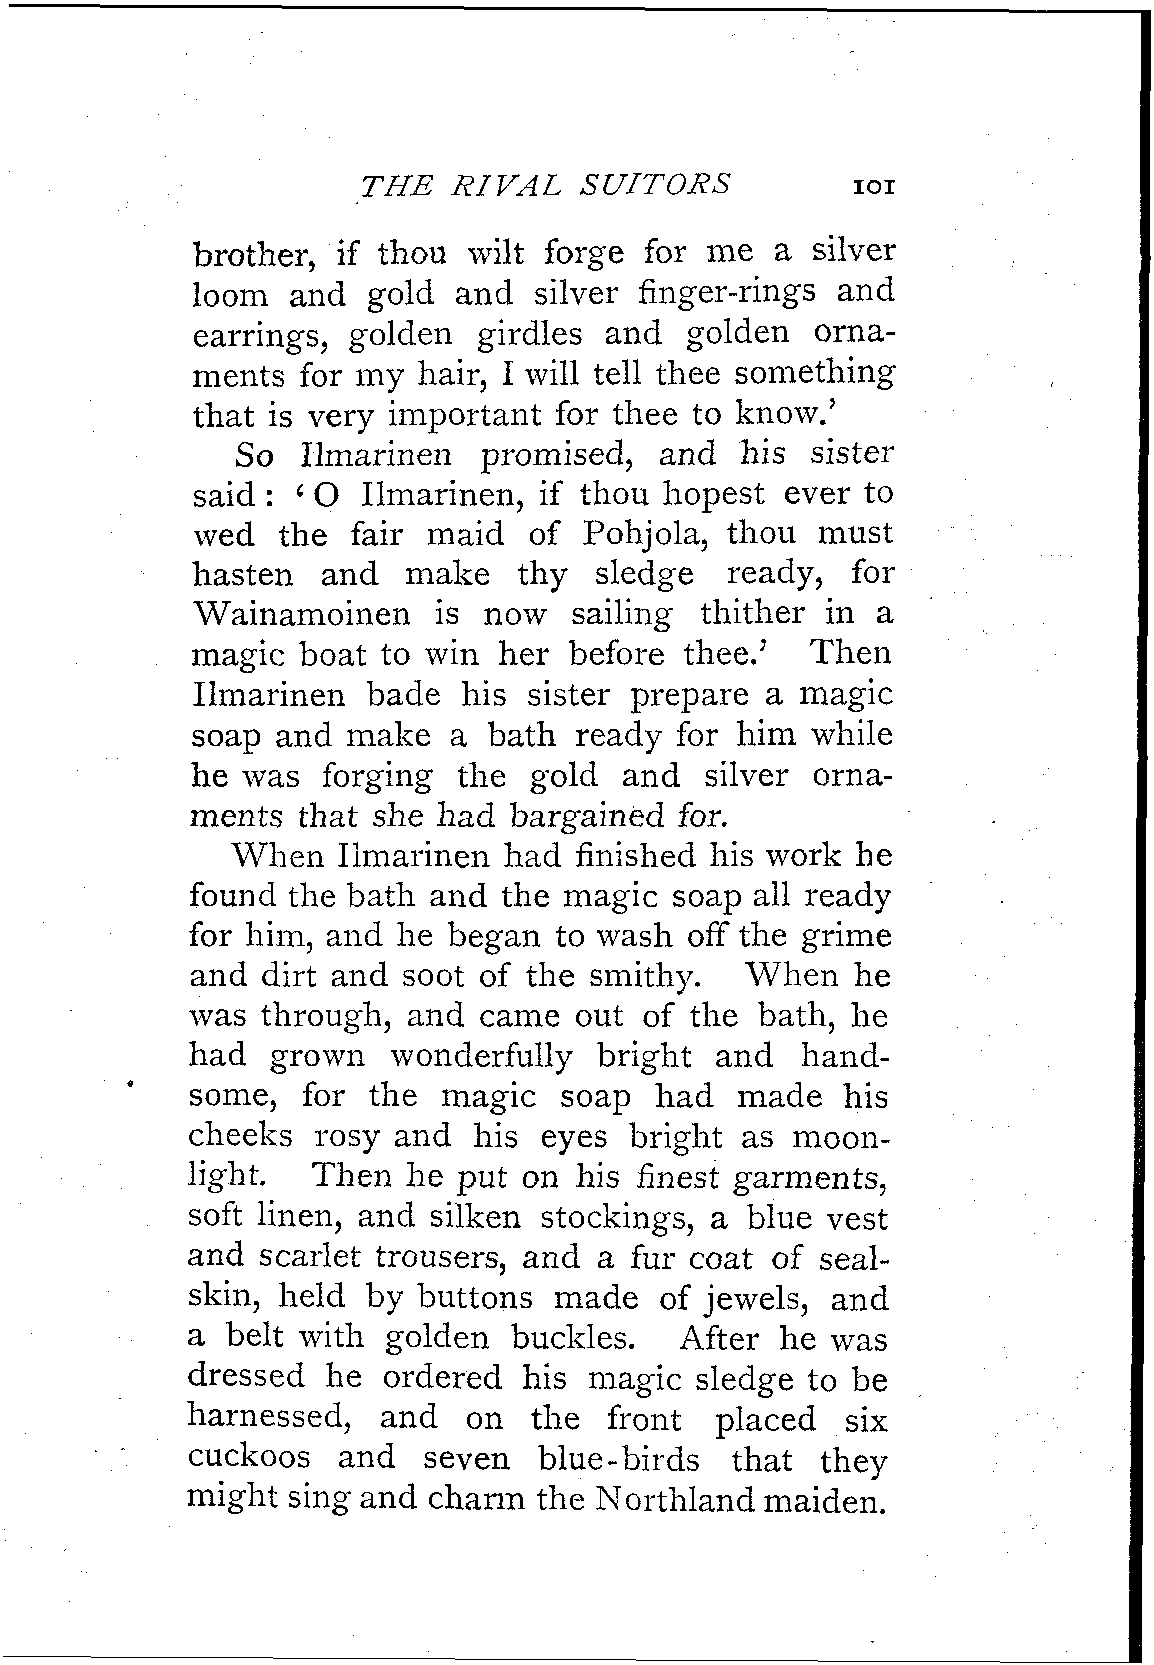 THE RIVAL SUITORS 101
brother, if thou wilt forge for me a silver
loom and gold and silver finger-rings and
earrings, golden girdles and golden orna-
ments for my hair, I will tell thee something
that is very important for thee to know.’
So Ilmarinen promised, and his sister
said : ‘ O Ilmarinen, if thou hopest ever to
wed the fair maid of Pohjola, thou must
hasten and make thy sledge ready, for
Wainamoinen is now sailing thither in a
magic boat to win her before thee.’ Then
Ilmarinen bade his sister prepare a magic
soap and make a bath ready for him while
he was forging the gold and silver orna-
ments that she had bargained for.
When Ilmarinen had finished his work he
found the bath and the magic soap all ready
for him, and he began to wash off the grime
and dirt and soot of the smithy. When he
was through, and came out of the bath, he
had grown wonderfully bright and hand-
some, for the magic soap had made his
cheeks rosy and his eyes bright as moon-
light. Then he put on his finest garments,
soft linen, and silken stockings, a blue vest
and scarlet trousers, and a fur coat of seal-
skin, held by buttons made of jewels, and
a belt with golden buckles. After he was
dressed he ordered his magic sledge to be
harnessed, and on the front placed six
cuckoos and seven blue-birds that they
might sing and charm the Northland maiden.